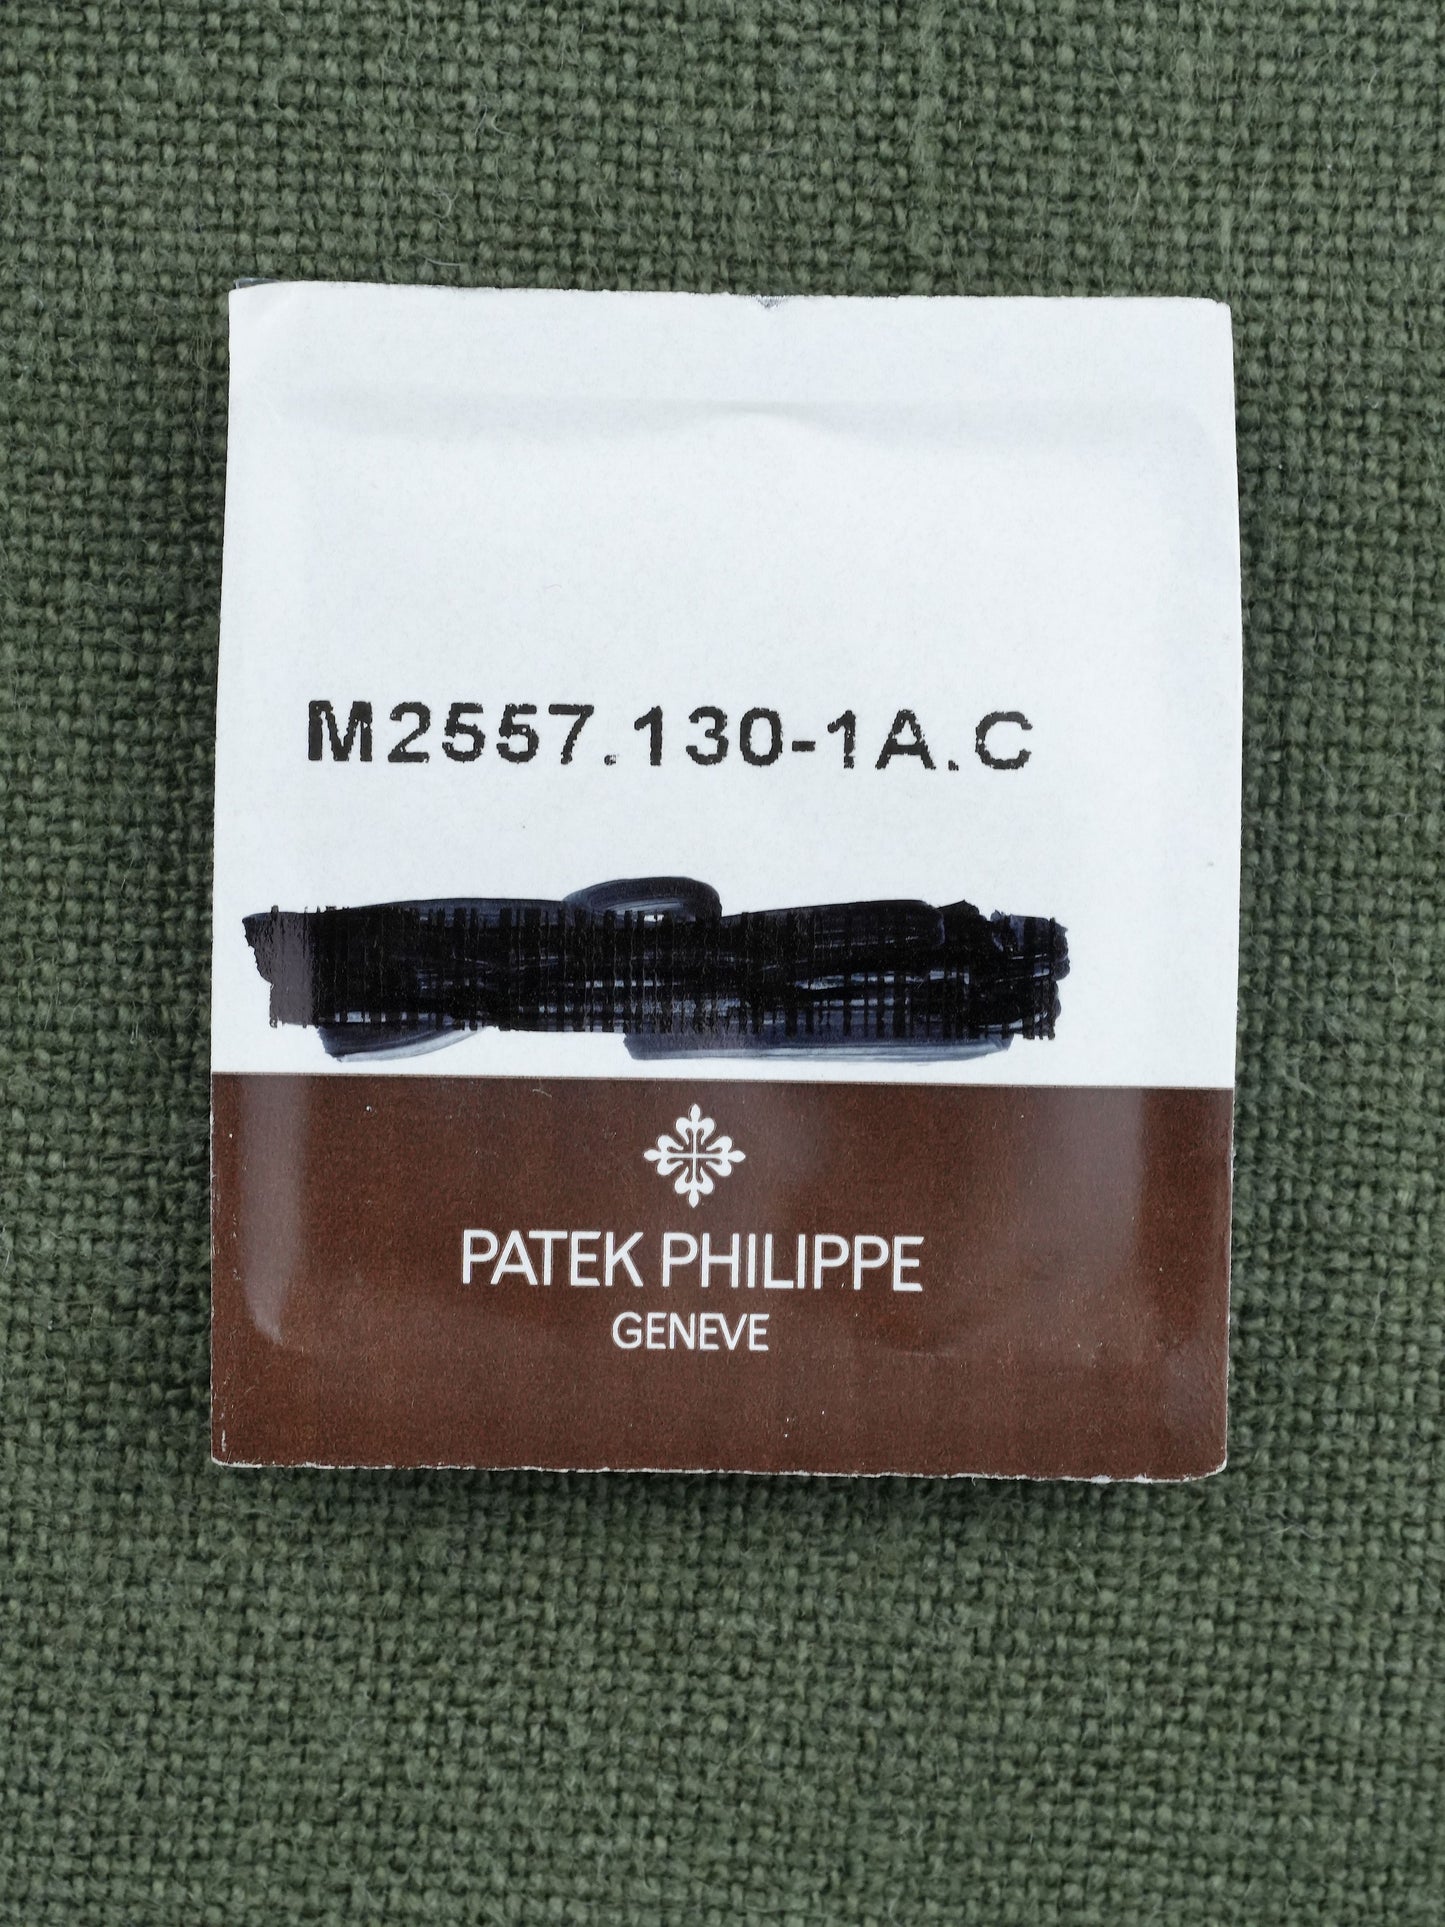 M2557.130-1A.C
PATEK PHILIPPE
GENEVE